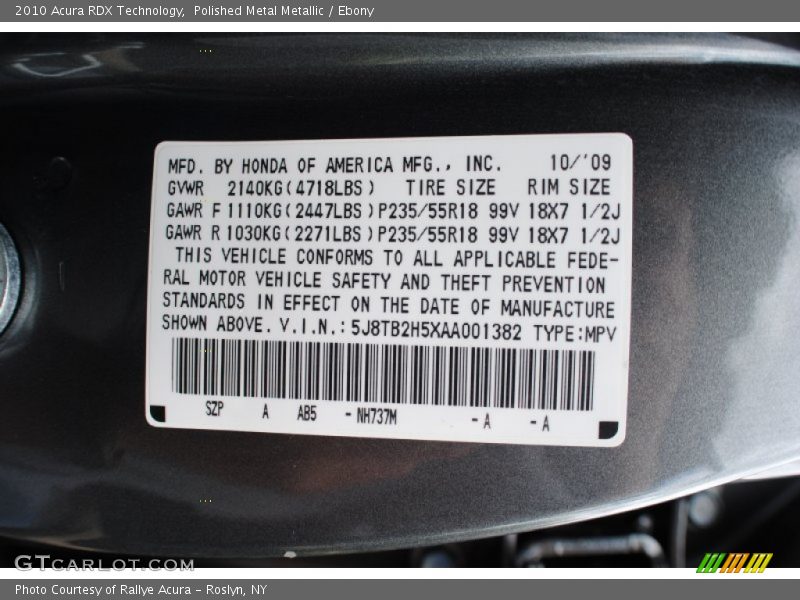 2010 Acura RDX Technology,  Polished Metal Metallic / Ebony
MFD. BY HONDA OF AMERICA MFG., INC. 10/'09
GVWR 2140KG(4718LBS) TIRE SIZE RIM SIZE
GAWR F 1110KG(2447LBS)P235/55R18 99V 18X7 1/2J
GAWR R 1030KG(2271LBS)P235/55R18 99V 18X7 1/2J
THIS VEHICLE CONFORMS TO ALL APPLICABLE FEDE-
RAL MOTOR VEHICLE SAFETY AND THEFT PREVENTION
STANDARDS IN EFFECT ON THE DATE OF MANUFACTURE
SHOWN ABOVE. V.I.N.: 5J8TB2H5XAA001382 TYPE:MPV
SZP A AB5 -NH737M -A -A
GTCARLOT.COM
Photo Courtesy of Rallye Acura – Roslyn, NY